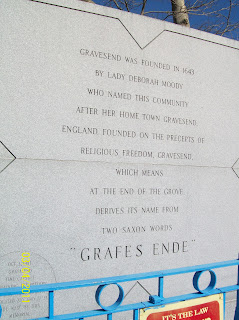 GRAVESEND WAS FOUNDED IN 1643
BY LADY DEBORAH MOODY
WHO NAMED THIS COMMUNITY
AFTER HER HOME TOWN GRAVESEND
ENGLAND. FOUNDED ON THE PRECEPTS OF
RELIGIOUS FREEDOM, GRAVESEND,
WHICH MEANS
AT THE END OF THE GROVE
DERIVES ITS NAME FROM
TWO SAXON WORDS
"GRAFES ENDE"
IT'S THE LAW